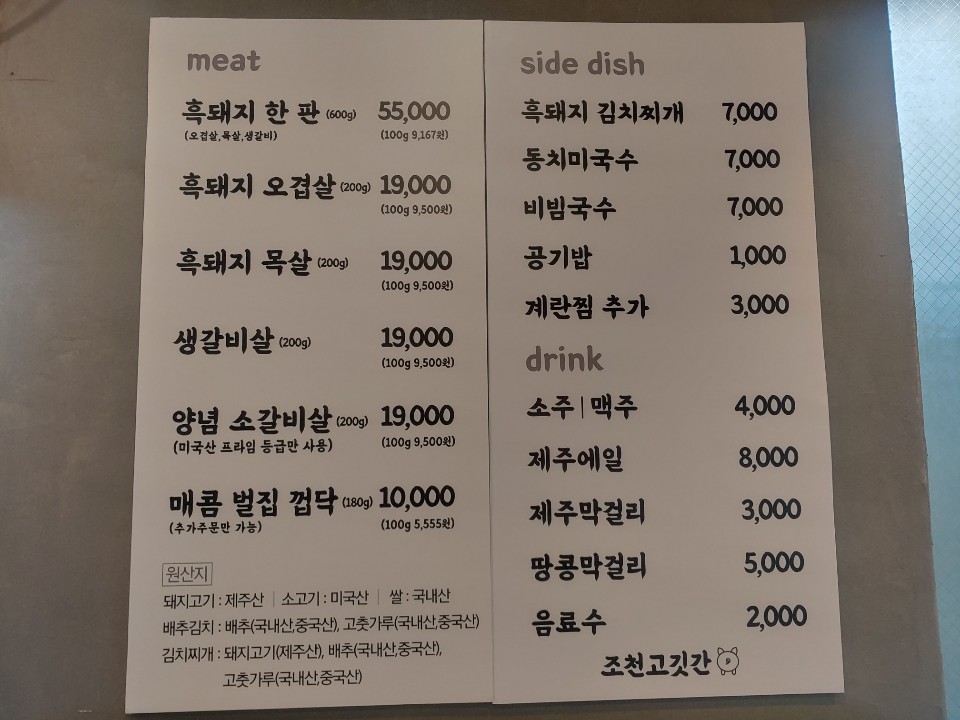 meat
흑돼지 한 판 (600g) 55,000
(오겹살,목살,생갈비) (100g 9,167원)
흑돼지 오겹살 (200g) 19,000
(100g 9,500원)
흑돼지 목살 (200g) 19,000
(100g 9,500원)
생갈비살 (200g) 19,000
(100g 9,500원)
양념 소갈비살 (200g) 19,000
(미국산 프라임 등급만 사용) (100g 9,500원)
매콤 벌집 껍닥 (180g) 10,000
(추가주문만 가능) (100g 5,555원)
원산지
돼지고기 : 제주산 | 소고기 : 미국산 | 쌀 : 국내산
배추김치 : 배추(국내산,중국산), 고춧가루(국내산,중국산)
김치찌개 : 돼지고기(제주산), 배추(국내산,중국산),
고춧가루(국내산,중국산)
side dish
흑돼지 김치찌개 7,000
동치미국수 7,000
비빔국수 7,000
공기밥 1,000
계란찜 추가 3,000
drink
소주 | 맥주 4,000
제주에일 8,000
제주막걸리 3,000
땅콩막걸리 5,000
음료수 2,000
조천고깃간